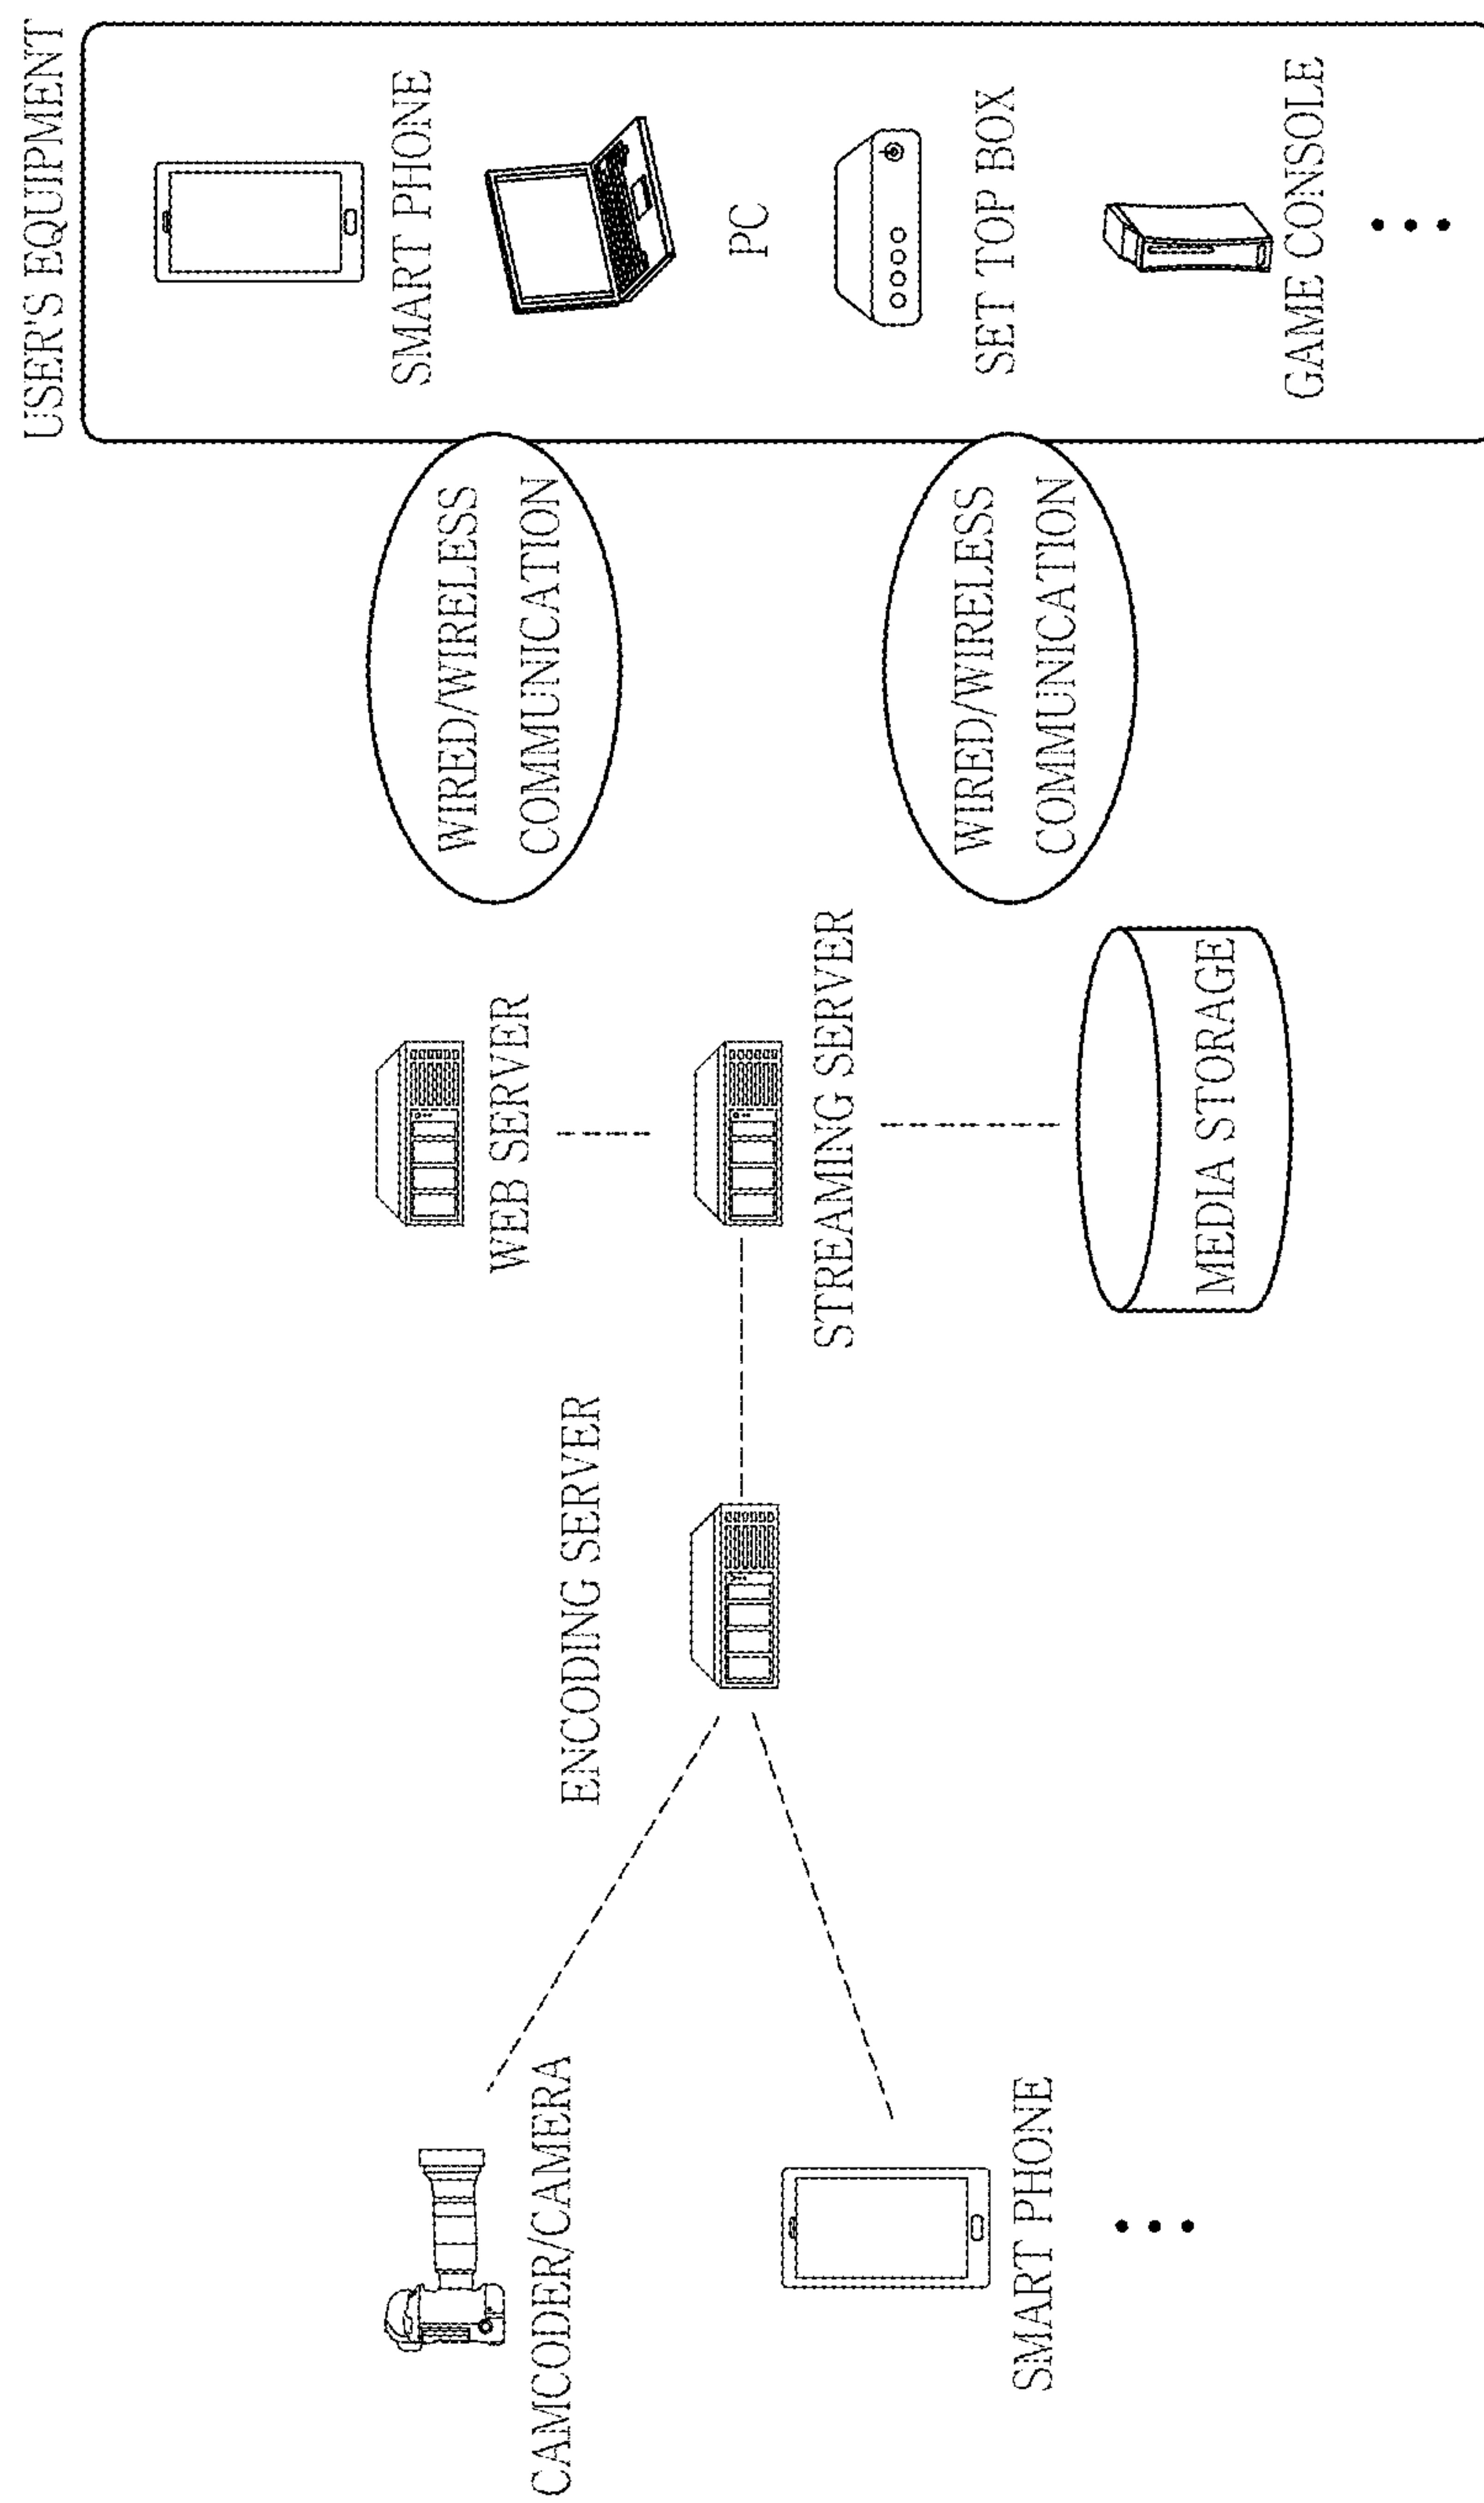 CAMCODER/CAMERA
SMART PHONE
ENCODING SERVER
WEB SERVER
STREAMING SERVER
MEDIA STORAGE
WIRED/WIRELESS
COMMUNICATION
WIRED/WIRELESS
COMMUNICATION
USER'S EQUIPMENT
SMART PHONE
PC
SET TOP BOX
GAME CONSOLE